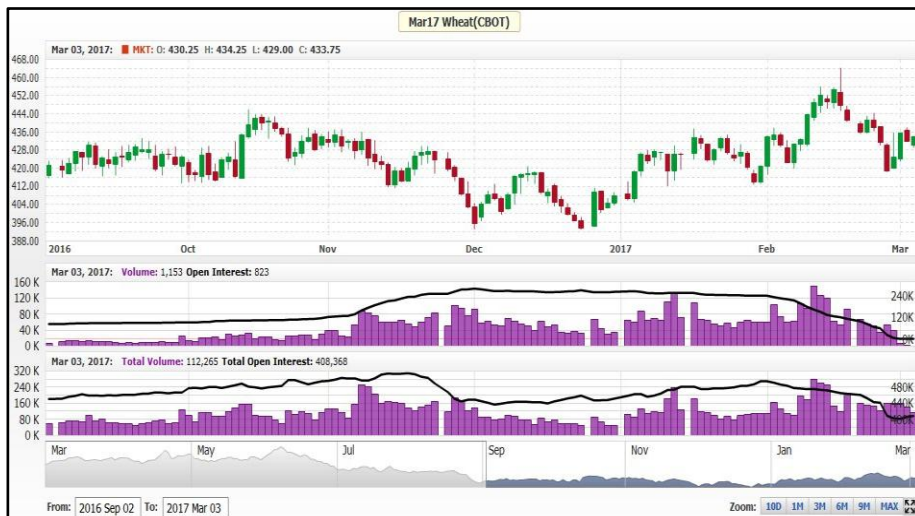 Mar17 Wheat(CBOT)
Mar 03, 2017: MKT: O: 430.25 H: 434.25 L: 429.00 C: 433.75
468.00
460.00
452.00
444.00
436.00
428.00
420.00
412.00
404.00
396.00
388.00
2016 Oct Nov Dec 2017 Feb Mar
Mar 03, 2017: Volume: 1,153 Open Interest: 823
160 K
120 K 240K
80 K 120K
40 K
0 K
Mar 03, 2017: Total Volume: 112,265 Total Open Interest: 408,368
320 K
240 K 480K
160 K 440K
80 K 400K
0 K
Mar May Jul Sep Nov Jan Mar
From: 2016 Sep 02 To: 2017 Mar 03 Zoom: 10D 1M 3M 6M 9M MAX